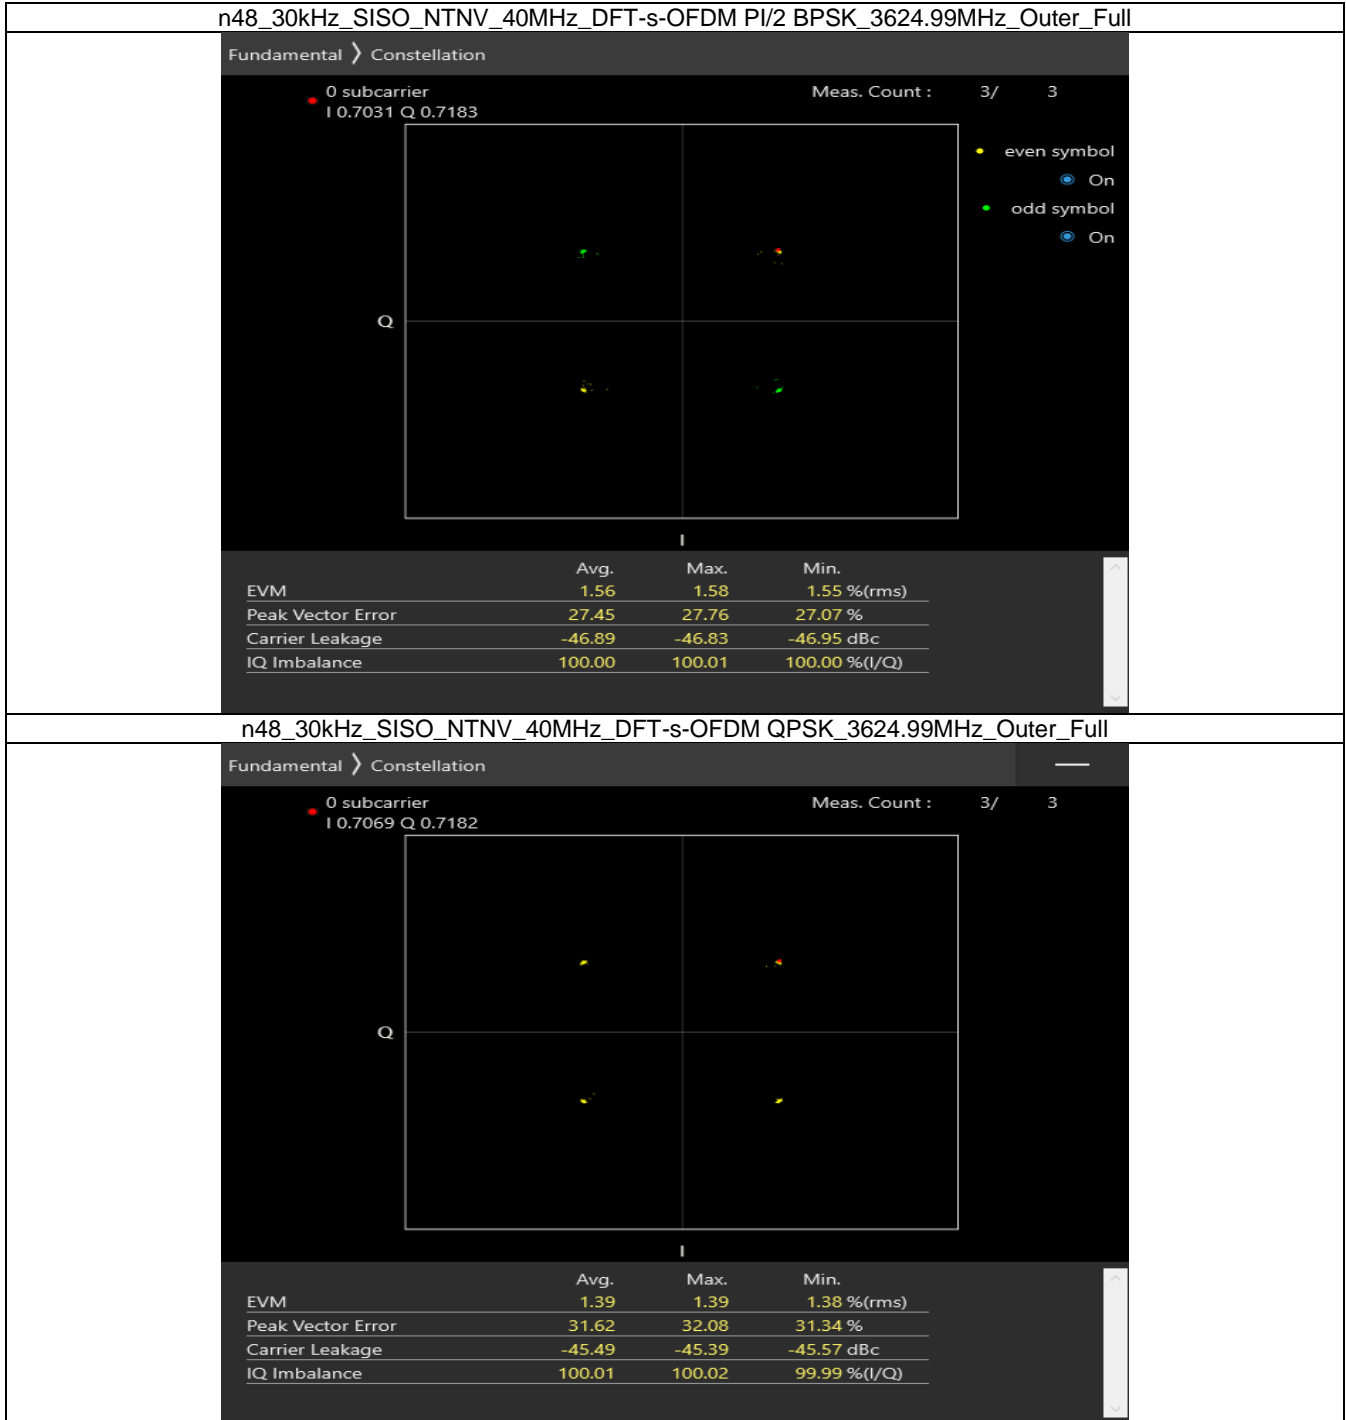 n48_30kHz_SISO_NTNV_40MHz_DFT-s-OFDM PI/2 BPSK_3624.99MHz_Outer_Full
Fundamental ❭ Constellation
0 subcarrier Meas. Count : 3/ 3
I 0.7031 Q 0.7183
even symbol
On
odd symbol
On
Q
I
Avg. Max. Min.
EVM 1.56 1.58 1.55 %(rms)
Peak Vector Error 27.45 27.76 27.07 %
Carrier Leakage -46.89 -46.83 -46.95 dBc
IQ Imbalance 100.00 100.01 100.00 %(I/Q)
n48_30kHz_SISO_NTNV_40MHz_DFT-s-OFDM QPSK_3624.99MHz_Outer_Full
Fundamental ❭ Constellation
0 subcarrier Meas. Count : 3/ 3
I 0.7069 Q 0.7182
Q
I
Avg. Max. Min.
EVM 1.39 1.39 1.38 %(rms)
Peak Vector Error 31.62 32.08 31.34 %
Carrier Leakage -45.49 -45.39 -45.57 dBc
IQ Imbalance 100.01 100.02 99.99 %(I/Q)